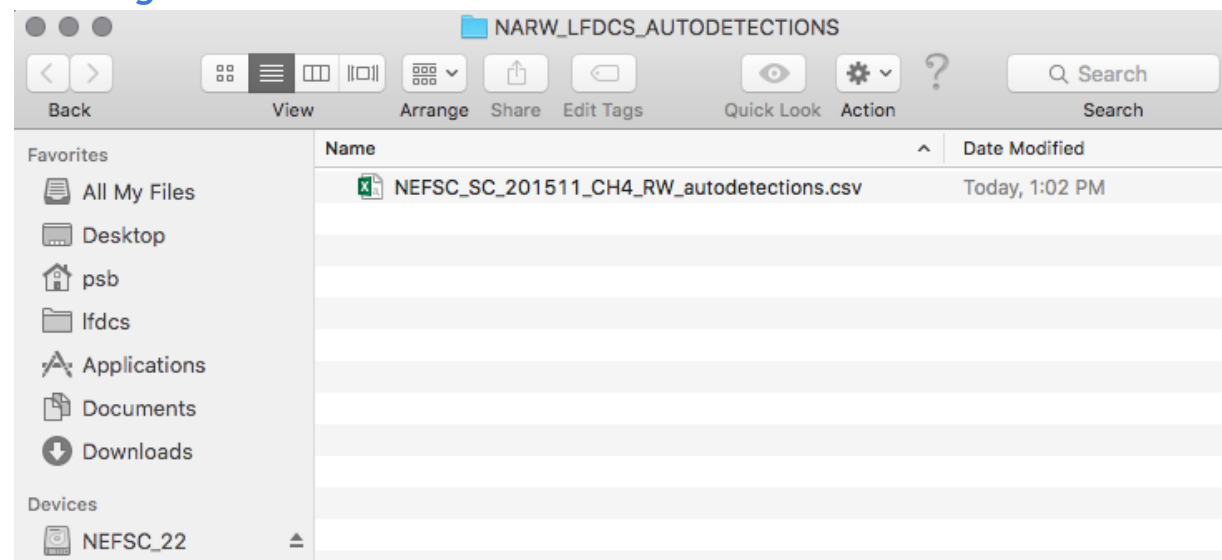 NARW_LFDCS_AUTODETECTIONS
Search
Back View Arrange Share Edit Tags Quick Look Action Search
Favorites
Name Date Modified
All My Files
NEFSC_SC_201511_CH4_RW_autodetections.csv Today, 1:02 PM
Desktop
psb
lfdcs
Applications
Documents
Downloads
Devices
NEFSC_22